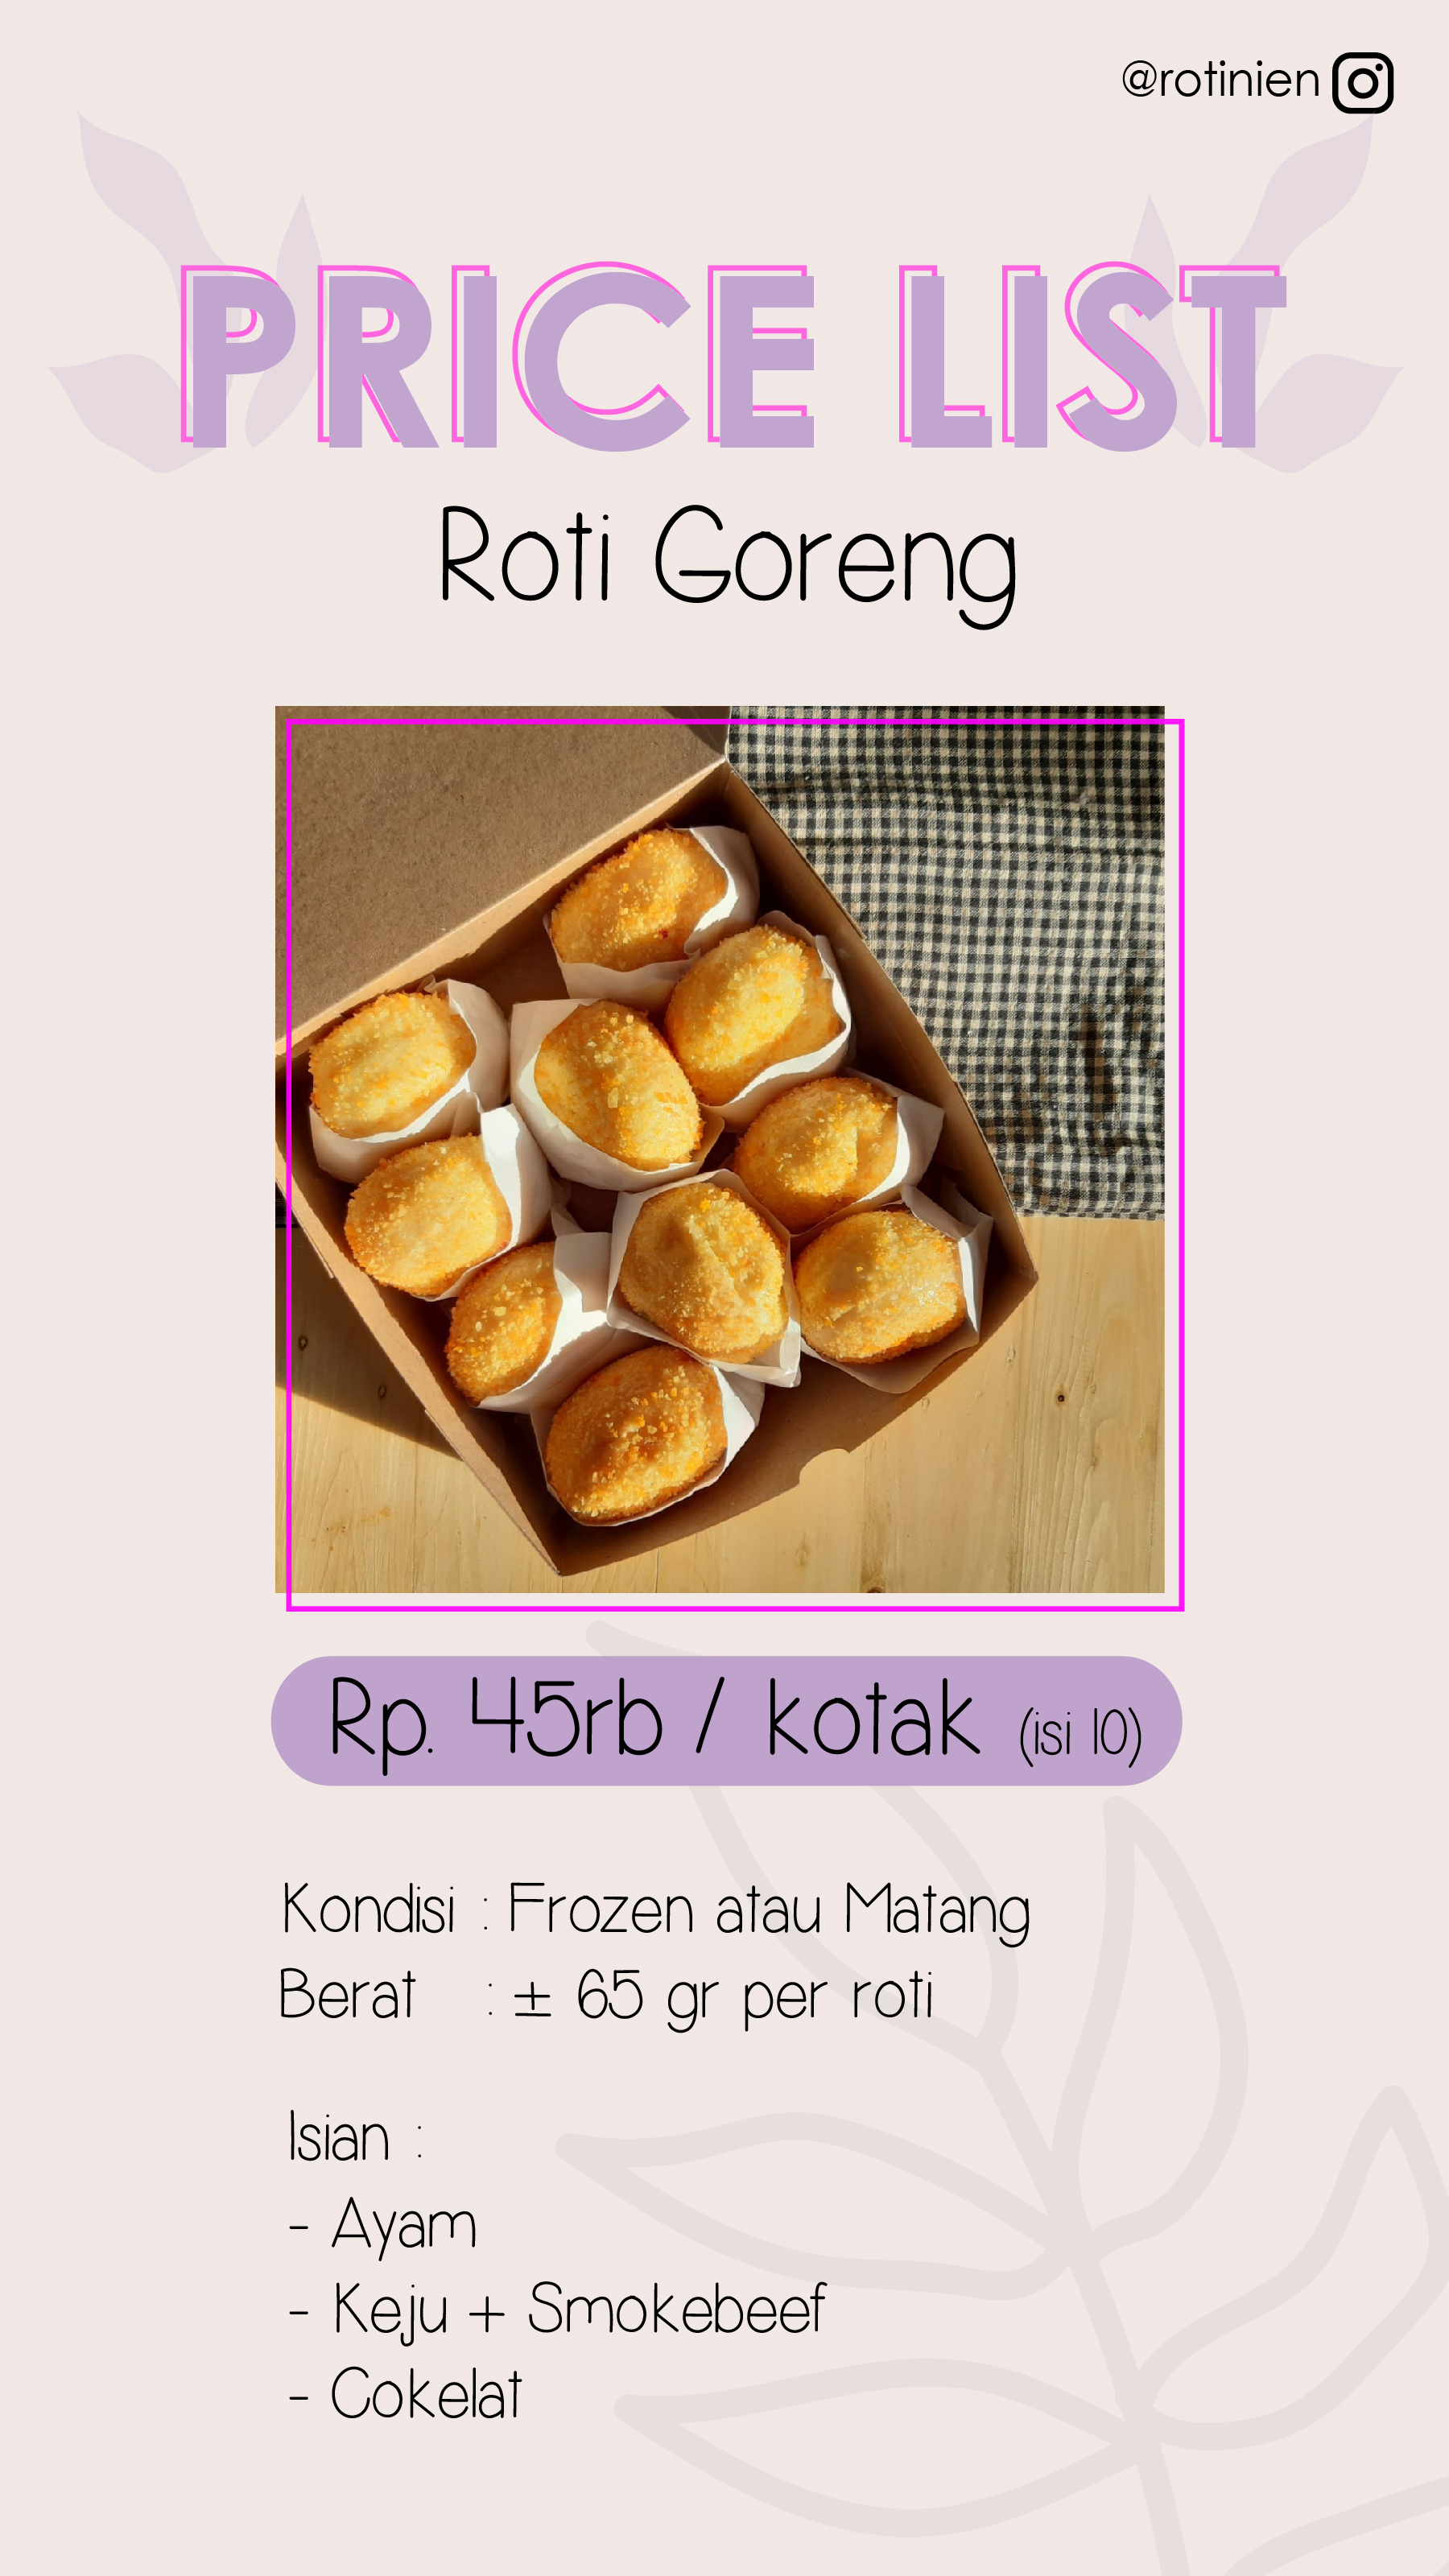 @rotinien
PRICE LIST
Roti Goreng
Rp. 45rb / kotak (isi 10)
Kondisi : Frozen atau Matang
Berat : ± 65 gr per roti
Isian :
- Ayam
- Keju + Smokebeef
- Cokelat